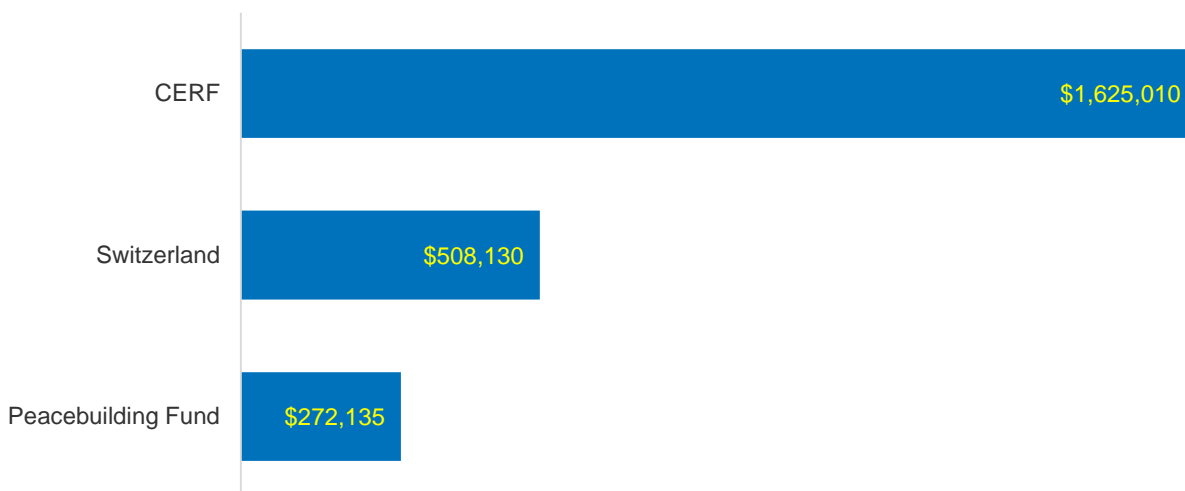 CERF $1,625,010
Switzerland $508,130
Peacebuilding Fund $272,135